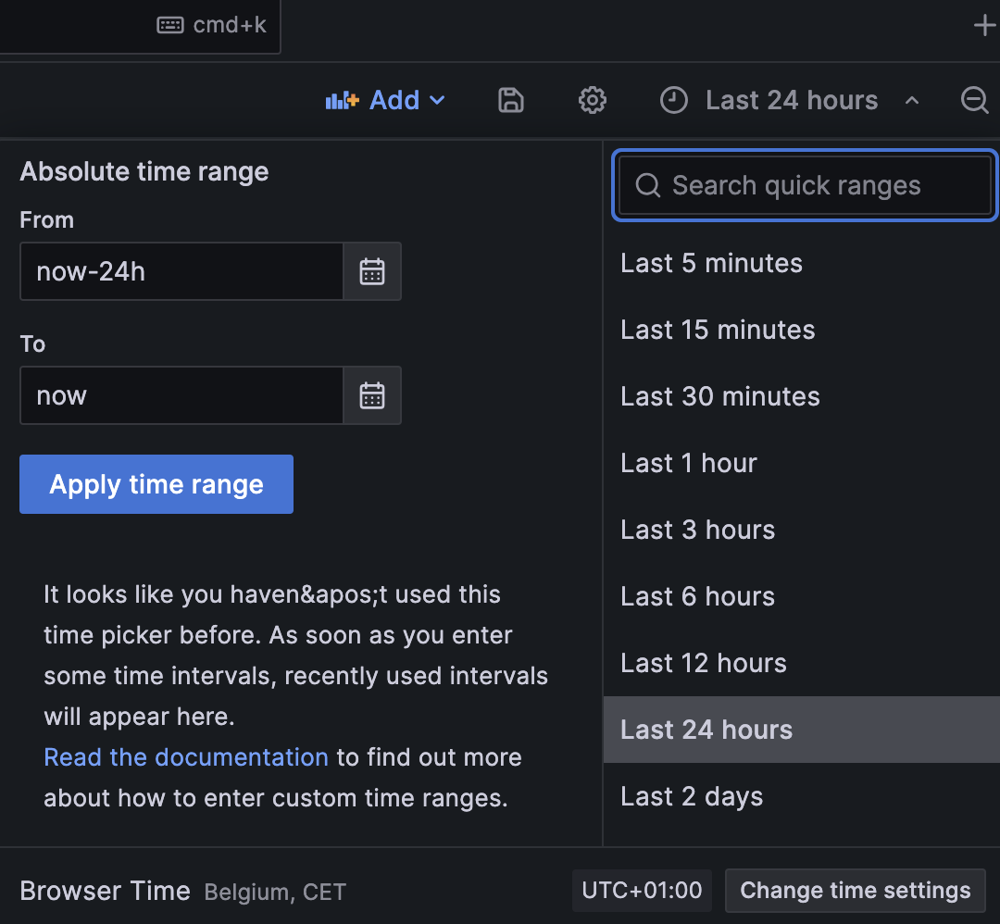 cmd+k
Add
Last 24 hours
Absolute time range
From
now-24h
To
now
Apply time range
It looks like you haven&apos;t used this
time picker before. As soon as you enter
some time intervals, recently used intervals
will appear here.
Read the documentation to find out more
about how to enter custom time ranges.
Search quick ranges
Last 5 minutes
Last 15 minutes
Last 30 minutes
Last 1 hour
Last 3 hours
Last 6 hours
Last 12 hours
Last 24 hours
Last 2 days
Browser Time Belgium, CET
UTC+01:00
Change time settings